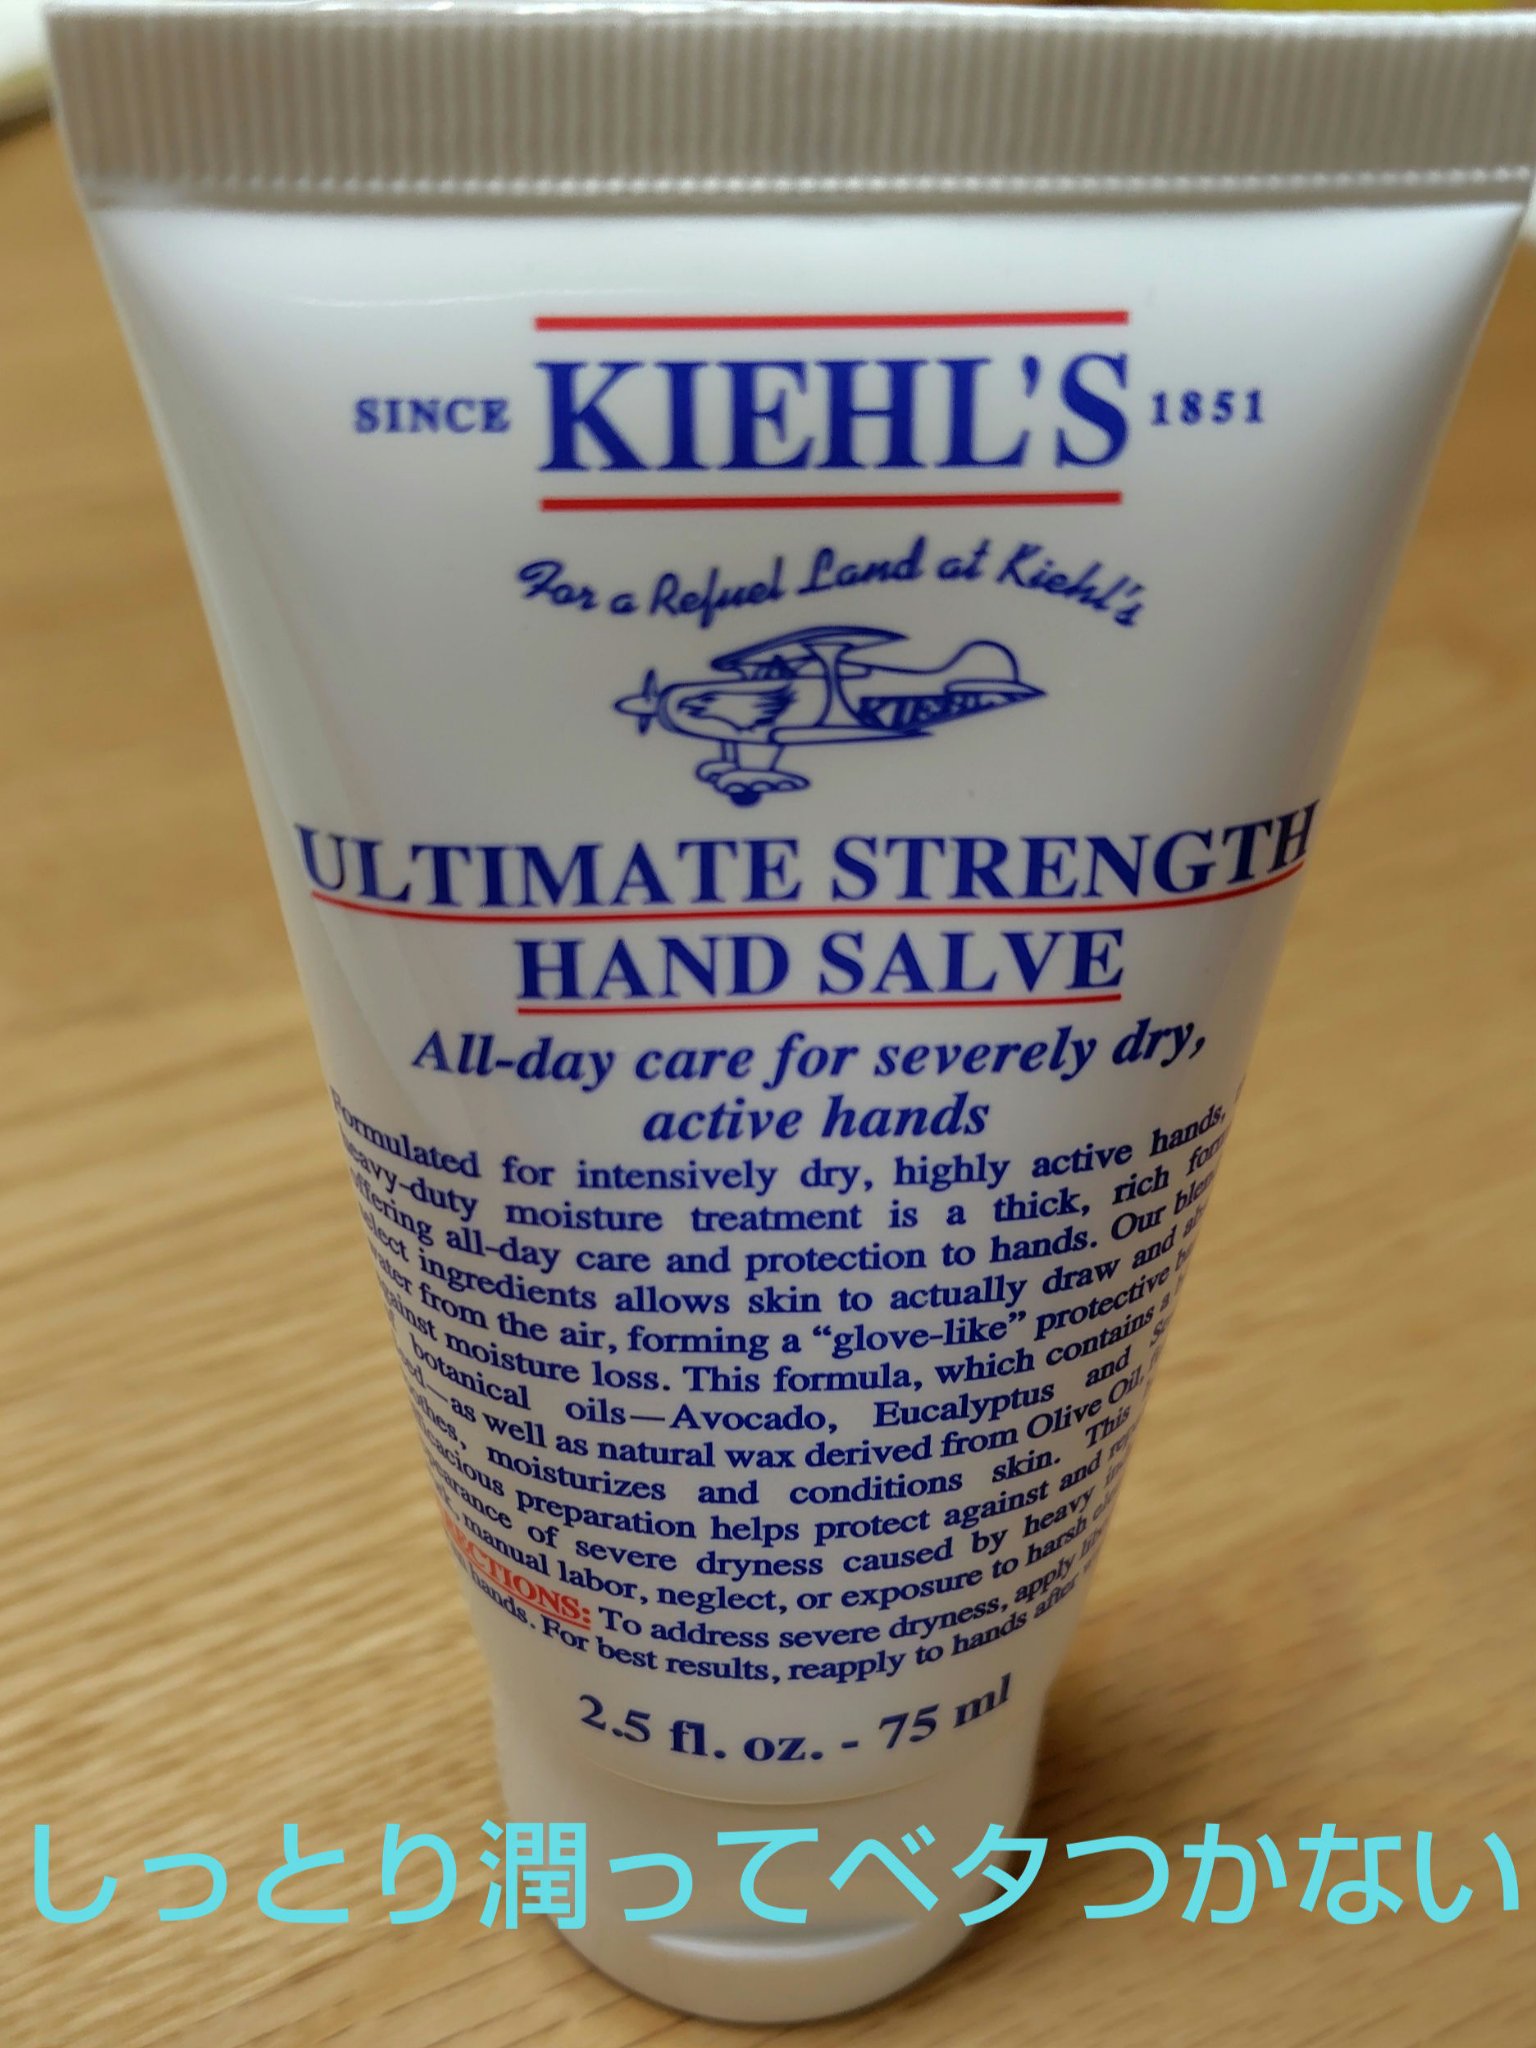 SINCE KIEHL'S 1851
For a Refuel Land at Kiehl's
KIEHL'S
ULTIMATE STRENGTH
HAND SALVE
All-day care for severely dry,
active hands
Formulated for intensively dry, highly active hands,
heavy-duty moisture treatment is a thick, rich
offering all-day care and protection to hands. Our
select ingredients allows skin to actually draw and
water from the air, forming a “glove-like” protective
against moisture loss. This formula, which contains a
botanical oils—Avocado, Eucalyptus and
as well as natural wax derived from Olive Oil,
moisturizes and conditions skin. This
preparation helps protect against and
of severe dryness caused by heavy
manual labor, neglect, or exposure to harsh
DIRECTIONS: To address severe dryness, apply
hands. For best results, reapply to hands after
2.5 fl. oz. - 75 ml
しっとり潤ってベタつかない